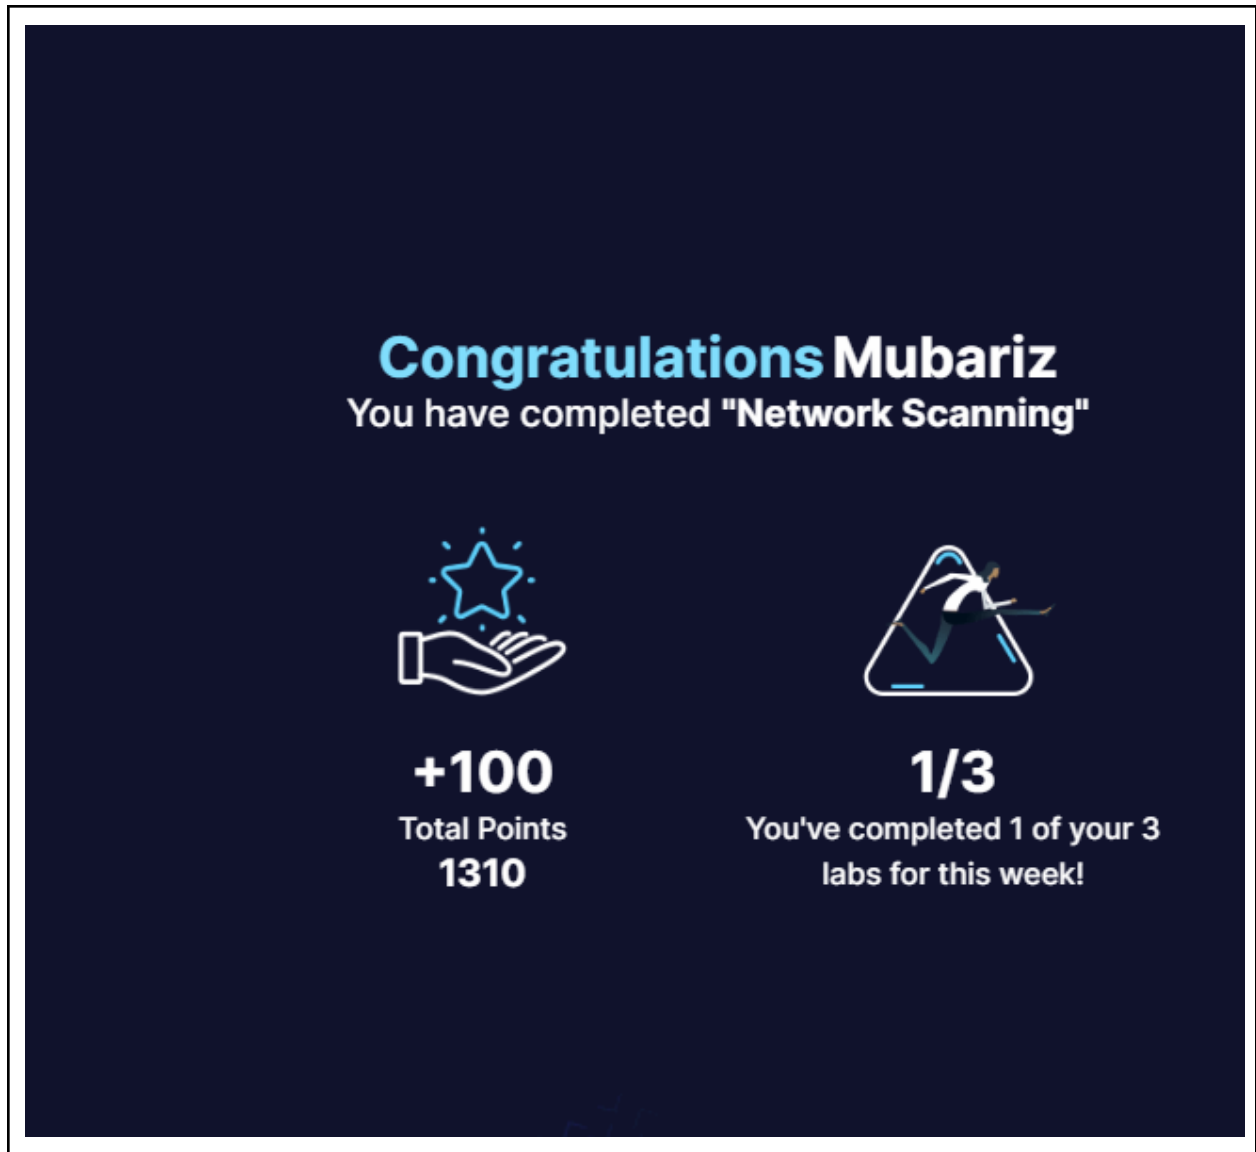 Congratulations Mubariz
You have completed "Network Scanning"
+100
Total Points
1310
1/3
You've completed 1 of your 3
labs for this week!